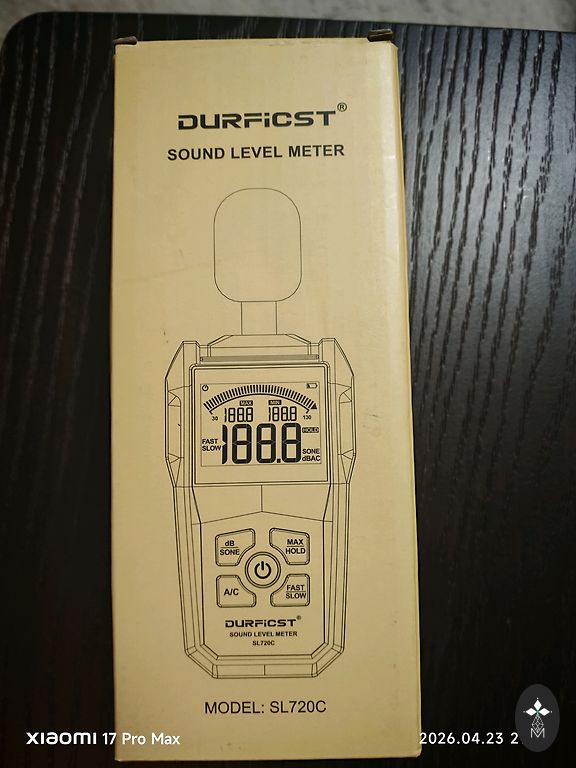 DURFiCST®
SOUND LEVEL METER
MAX MIN
30 188.8 188.8 130
HOLD
FAST
SLOW
188.8
SONE
dBAC
dB
SONE
MAX
HOLD
A/C
FAST
SLOW
DURFiCST®
SOUND LEVEL METER
SL720C
MODEL: SL720C
XIAOMI 17 Pro Max
2026.04.23
M